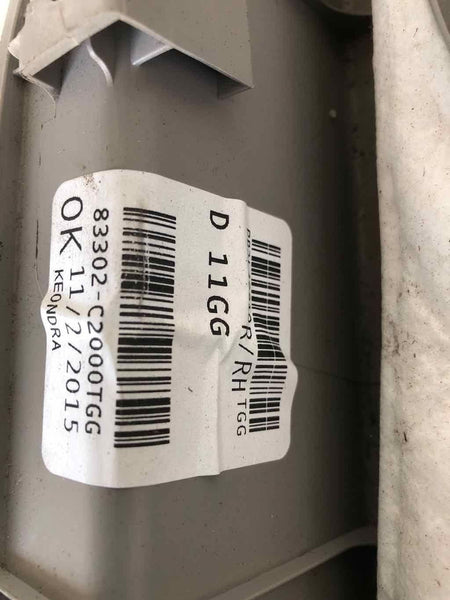 R/RH TGG
D 11GG
83302-C2000TGG
OK 11/2/2015
KEONDRA